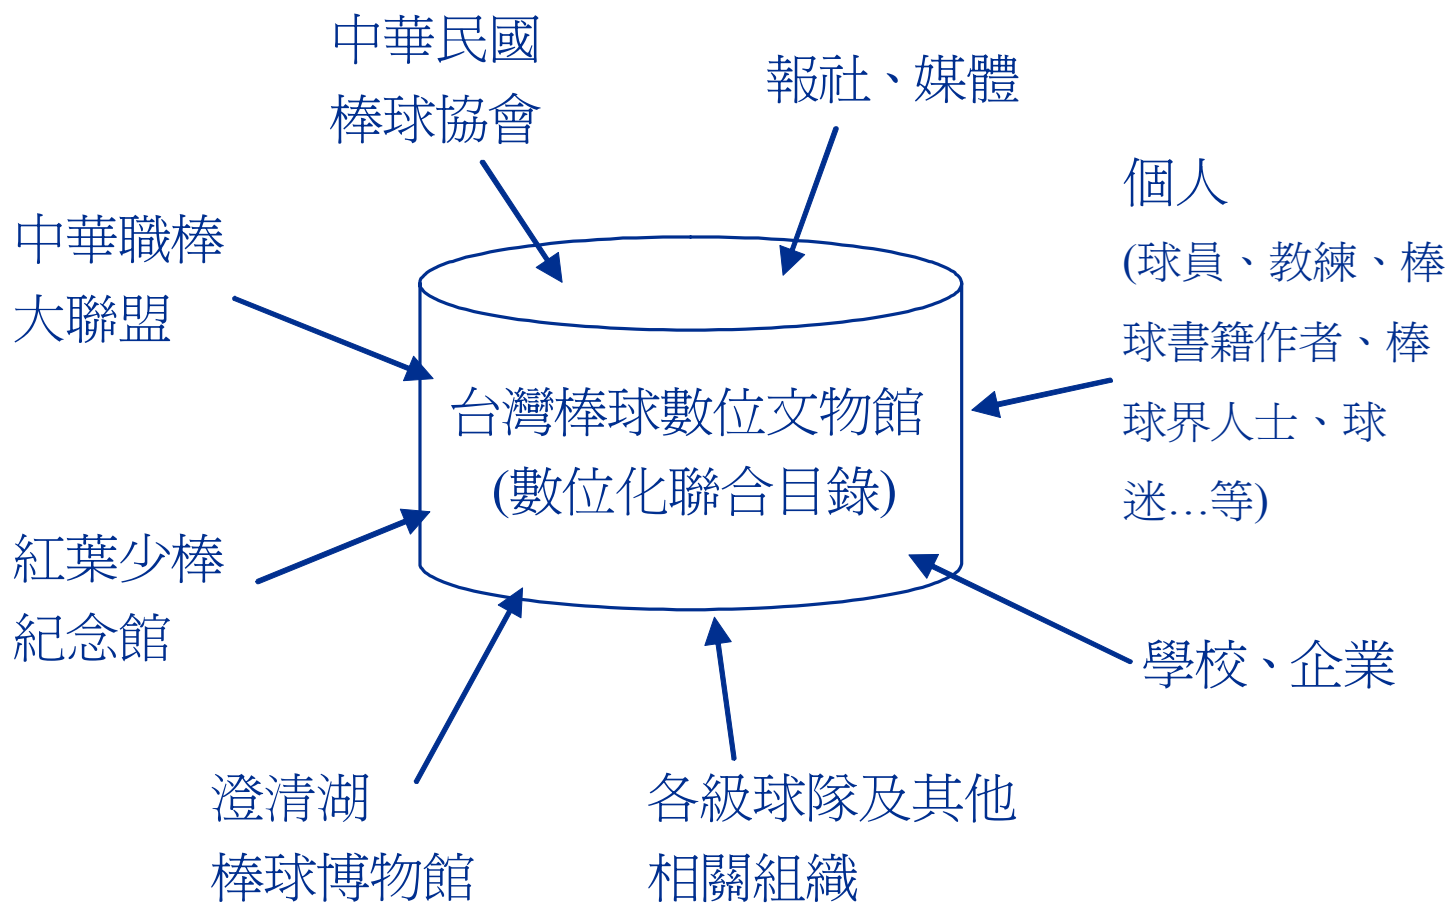 中華民國
棒球協會
報社、媒體
個人
(球員、教練、棒
球書籍作者、棒
球界人士、球
迷...等)
中華職棒
大聯盟
台灣棒球數位文物館
(數位化聯合目錄)
紅葉少棒
紀念館
學校、企業
澄清湖
棒球博物館
各級球隊及其他
相關組織